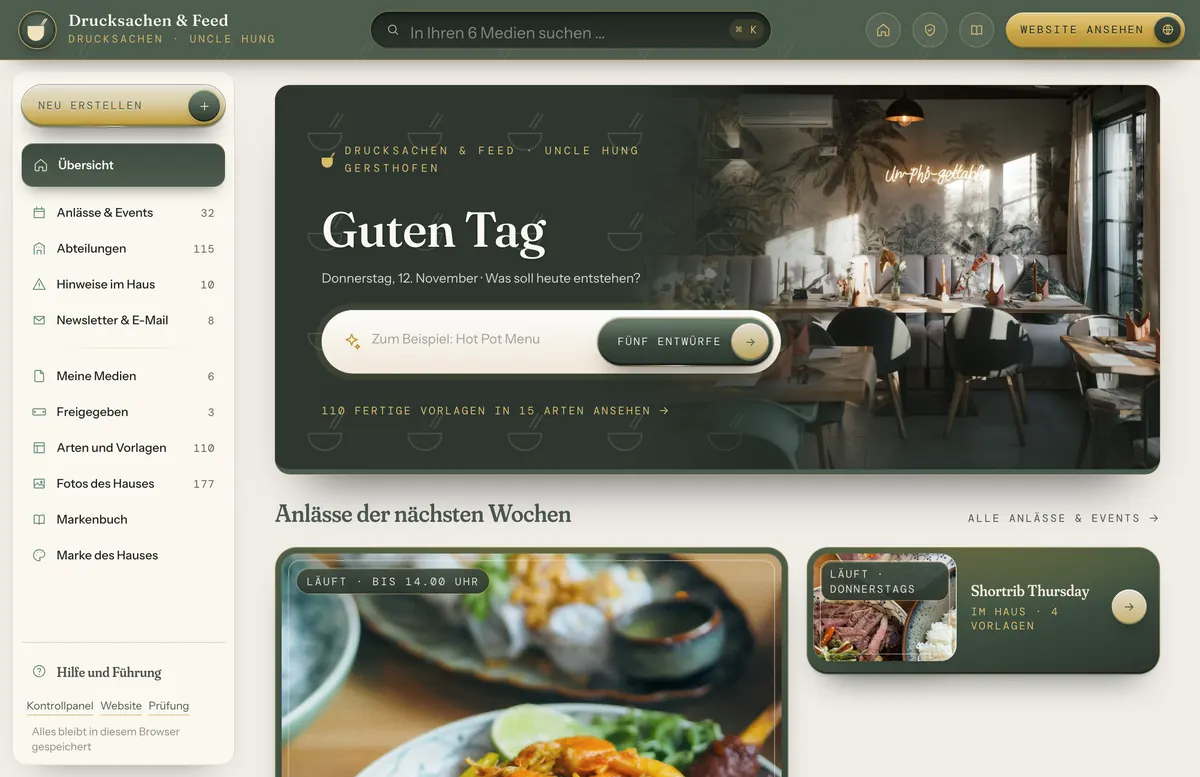 Drucksachen & Feed
DRUCKSACHEN · UNCLE HUNG
In Ihren 6 Medien suchen ...
⌘ K
WEBSITE ANSEHEN
NEU ERSTELLEN
Übersicht
Anlässe & Events 32
Abteilungen 115
Hinweise im Haus 10
Newsletter & E-Mail 8
Meine Medien 6
Freigegeben 3
Arten und Vorlagen 110
Fotos des Hauses 177
Markenbuch
Marke des Hauses
Hilfe und Führung
Kontrollpanel Website Prüfung
Alles bleibt in diesem Browser
gespeichert
DRUCKSACHEN & FEED · UNCLE HUNG
GERSTHOFEN
Guten Tag
Donnerstag, 12. November · Was soll heute entstehen?
Zum Beispiel: Hot Pot Menu
FÜNF ENTWÜRFE →
110 FERTIGE VORLAGEN IN 15 ARTEN ANSEHEN →
Un-Phở-gettable
Anlässe der nächsten Wochen
ALLE ANLÄSSE & EVENTS →
LÄUFT · BIS 14.00 UHR
LÄUFT ·
DONNERSTAGS
Shortrib Thursday
IM HAUS · 4
VORLAGEN